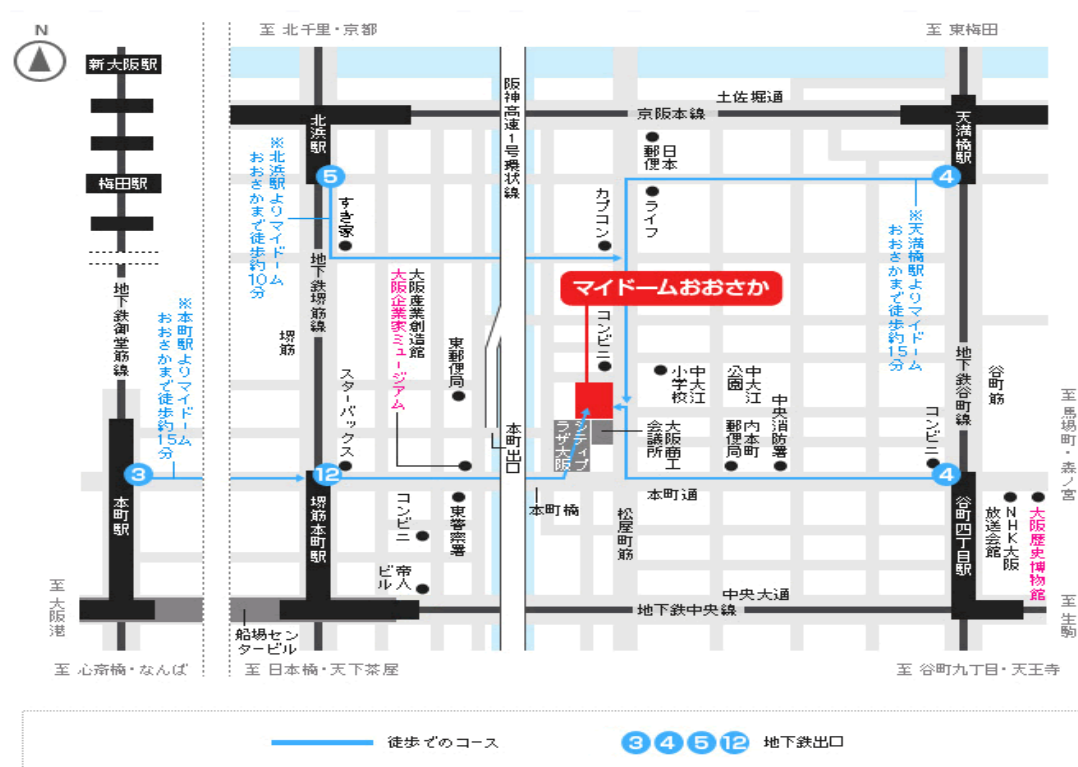 至 北千里・京都
至 東梅田
N
新大阪駅
梅田駅
地下鉄御堂筋線
※本町駅よりマイドーム
おおさかまで徒歩約15分
3
本町駅
至 大阪港
至 心斎橋・なんば
北浜駅
5
※北浜駅よりマイドーム
おおさかまで徒歩約10分
すき家
地下鉄堺筋線
堺筋
スターバックス
12
堺筋本町駅
船場セン
タービル
至 日本橋・天下茶屋
大阪産業創造館
大阪企業家ミュージアム
東郵便局
コンビニ
東警察署
帝人
ビル
阪神高速1号環状線
本町出口
本町橋
土佐堀通
京阪本線
日本
郵便
ライフ
カプコン
マイドームおおさか
コンビニ
シティプ
ラザ大阪
大阪商工
会議所
中大江
小学校
中大江
公園
内本町
郵便局
中央消防署
本町通
松屋町筋
中央大通
地下鉄中央線
天満橋駅
4
※天満橋駅よりマイドーム
おおさかまで徒歩約15分
地下鉄谷町線
谷町筋
コンビニ
4
谷町四丁目駅
NHK大阪
放送会館
大阪歴史博物館
至 馬場町・森ノ宮
至 生駒
至 谷町九丁目・天王寺
徒歩でのコース
3 4 5 12 地下鉄出口